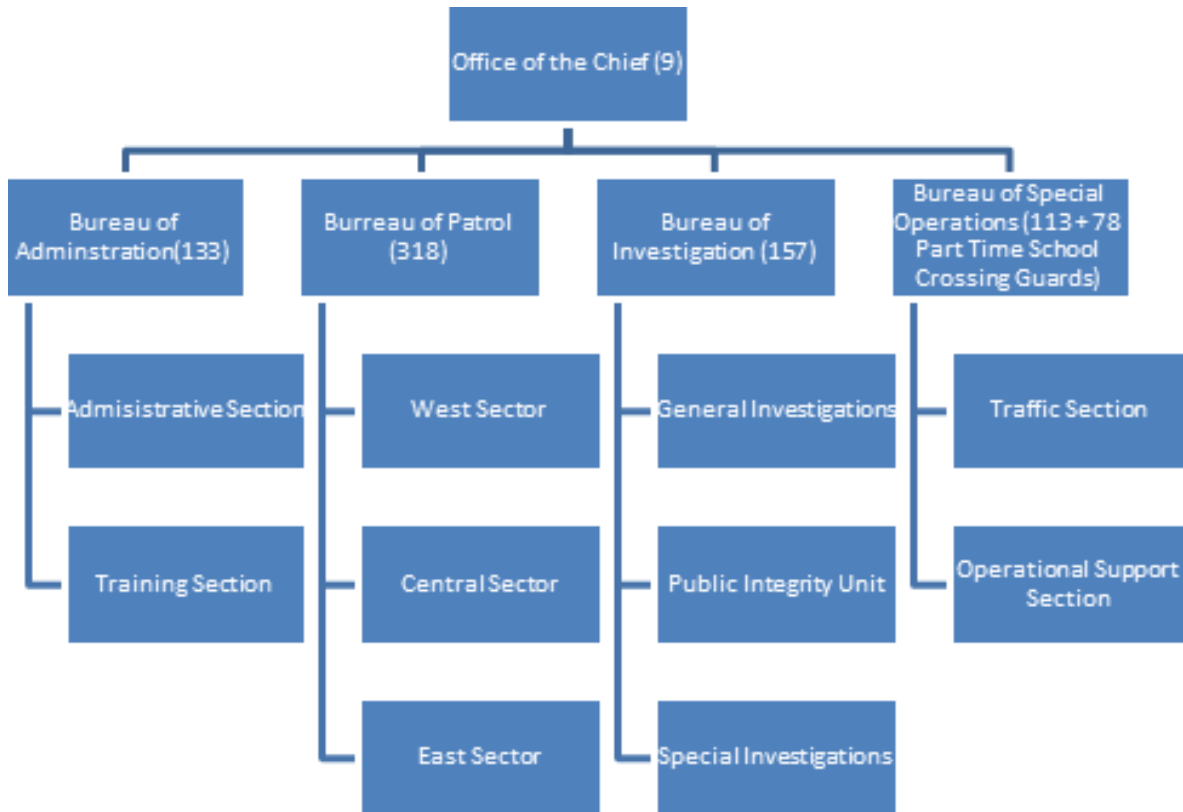 Office of the Chief (9)
Bureau of
Adminstration(133)
Burreau of Patrol
(318)
Bureau of
Investigation (157)
Bureau of Special
Operations (113 + 78
Part Time School
Crossing Guards)
Admisistrative Section
West Sector
General Investigations
Traffic Section
Training Section
Central Sector
Public Integrity Unit
Operational Support
Section
East Sector
Special Investigations